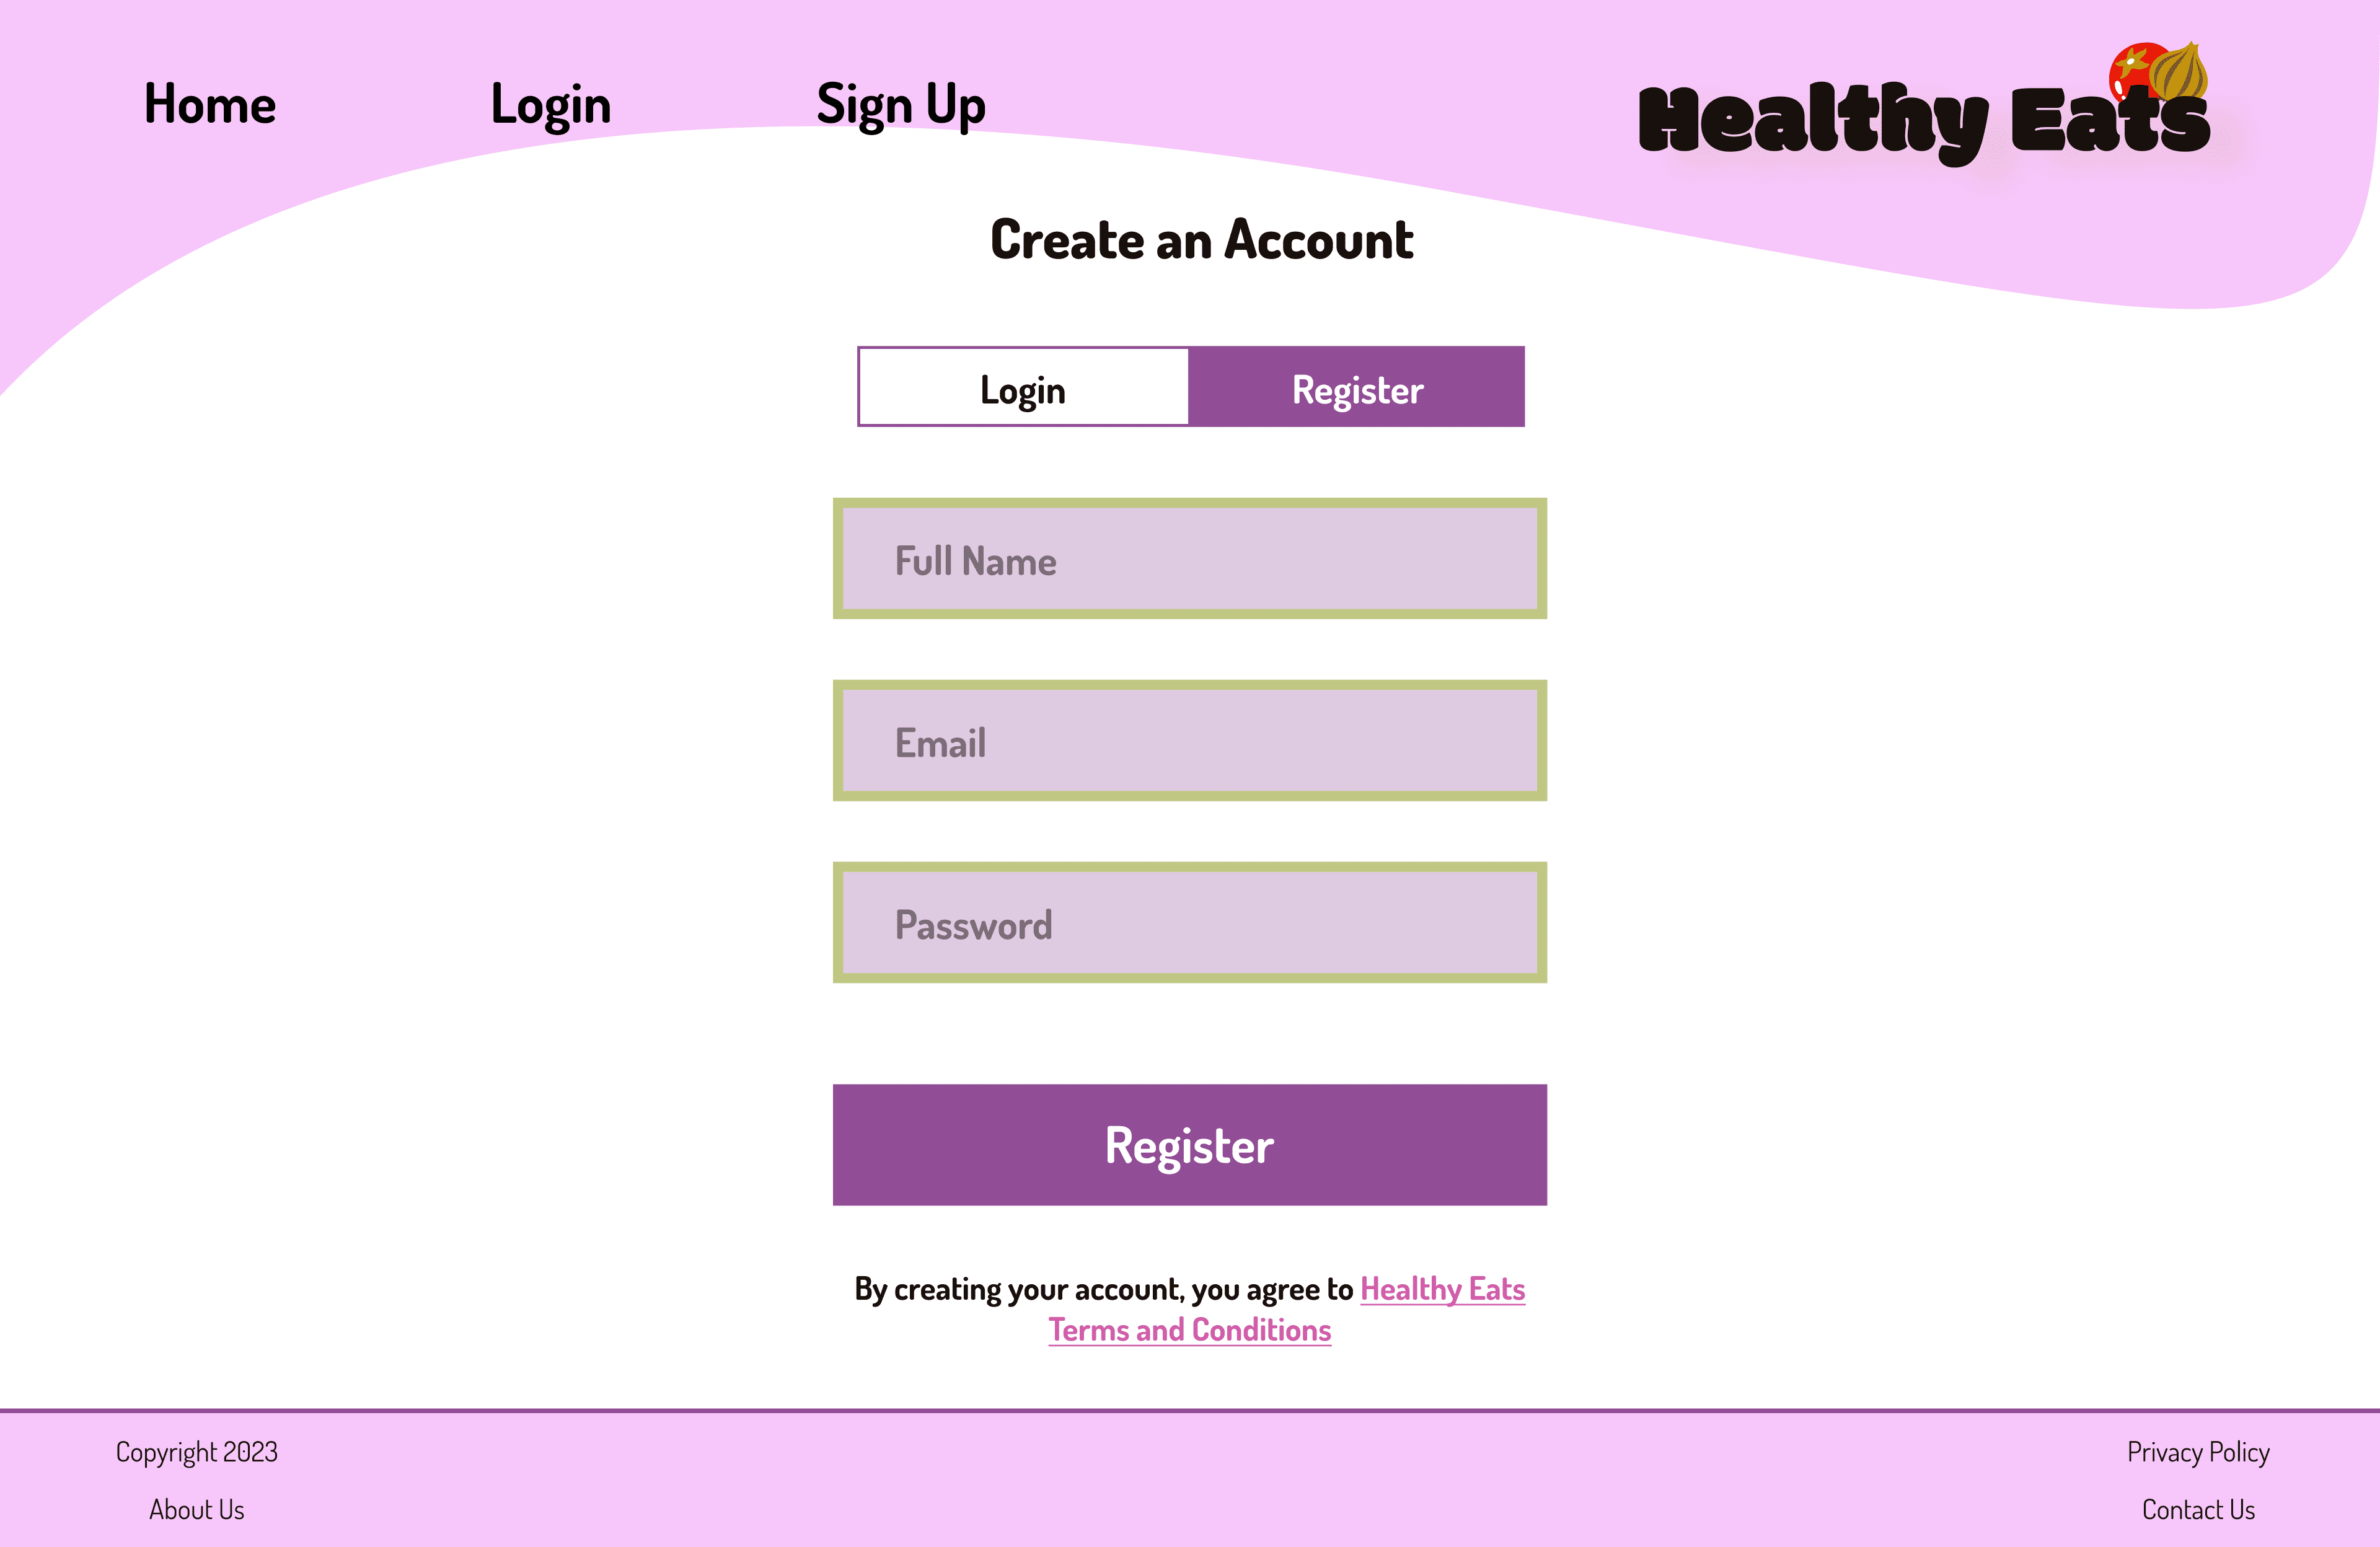 Home
Login
Sign Up
Healthy Eats
Create an Account
Login
Register
Full Name
Email
Password
Register
By creating your account, you agree to Healthy Eats
Terms and Conditions
Copyright 2023
Privacy Policy
About Us
Contact Us